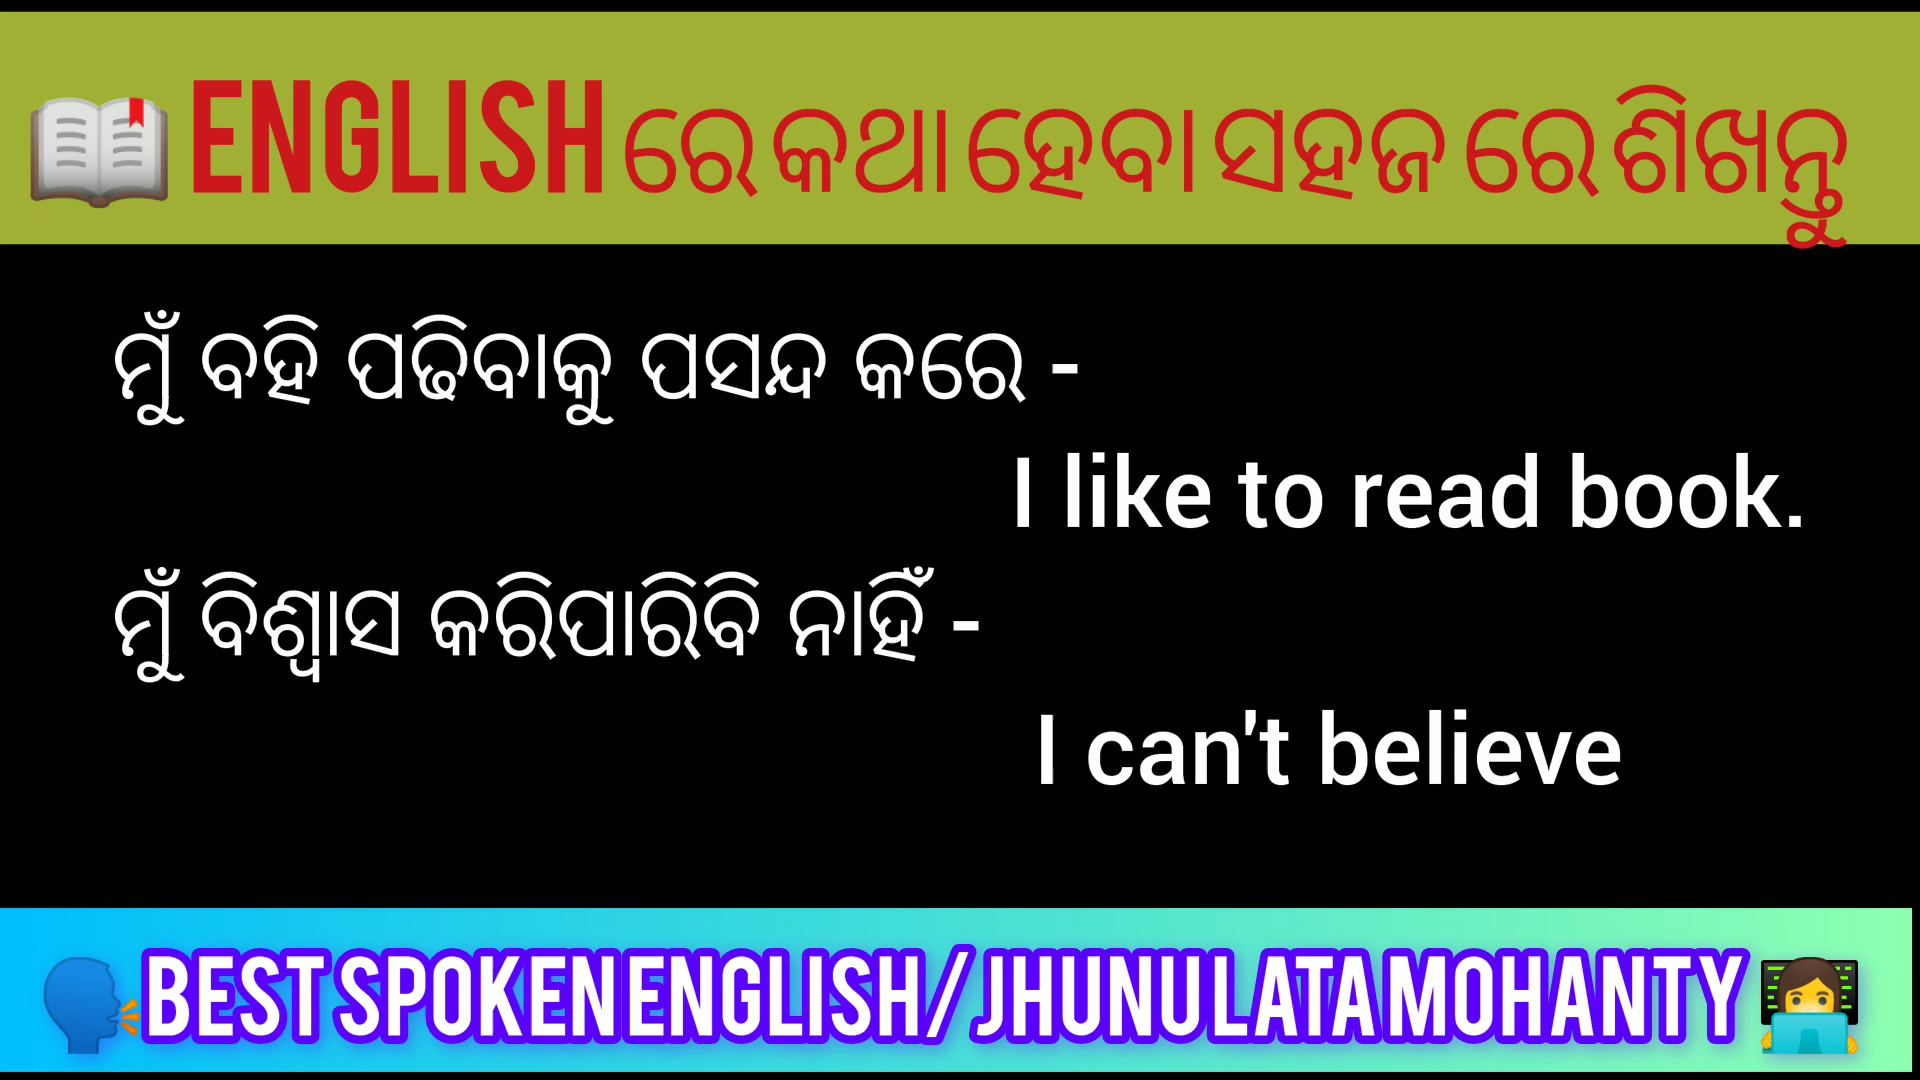 ENGLISH ରେ କଥା ହେବା ସହଜ ରେ ଶିଖନ୍ତୁ
ମୁଁ ବହି ପଢିବାକୁ ପସନ୍ଦ କରେ -
I like to read book.
ମୁଁ ବିଶ୍ୱାସ କରିପାରିବି ନାହିଁ -
I can't believe
BEST SPOKEN ENGLISH/JHUNULATA MOHANTY